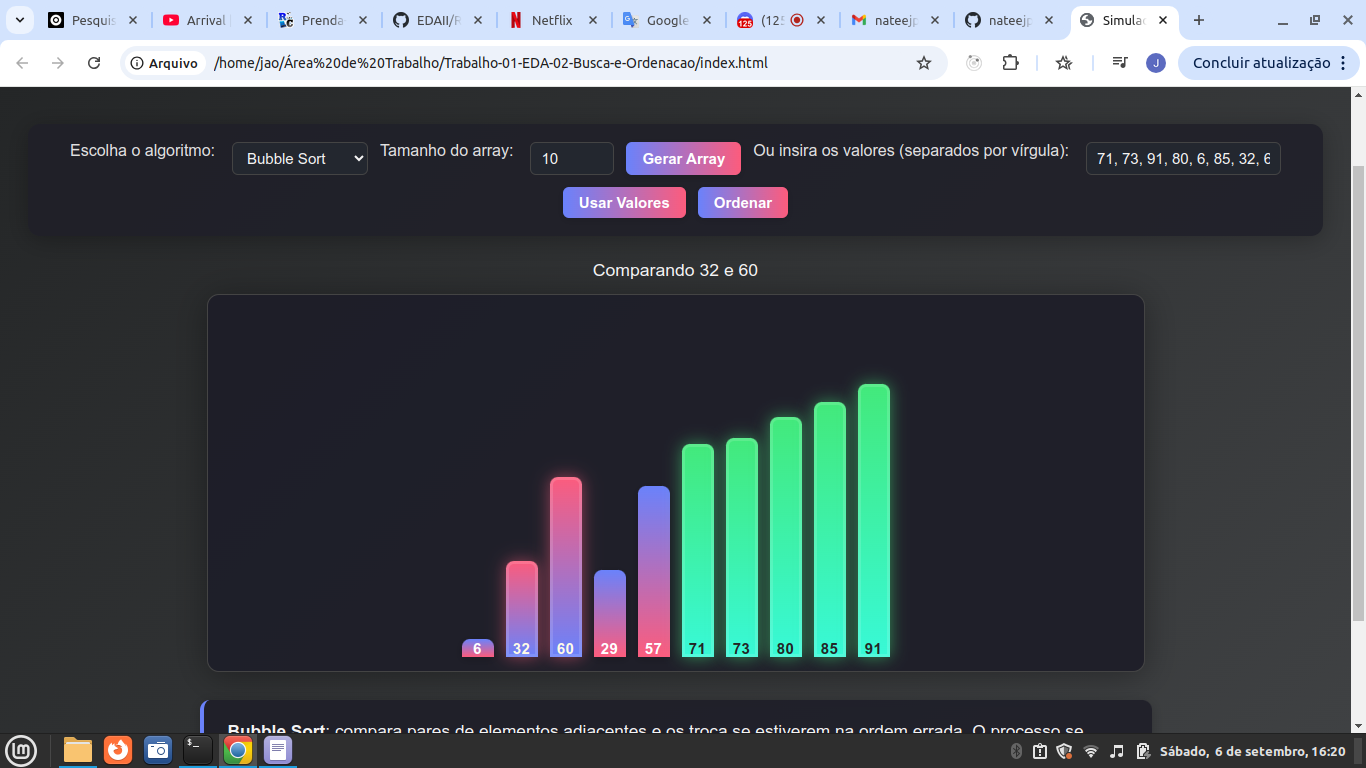 Pesquis
Arrival
Prenda
EDAII/R
Netflix
Google
(125
nateejp
nateejp
Simulac
Arquivo
/home/jao/Área%20de%20Trabalho/Trabalho-01-EDA-02-Busca-e-Ordenacao/index.html
J
Concluir atualização
Escolha o algoritmo: Bubble Sort Tamanho do array: 10 Gerar Array Ou insira os valores (separados por vírgula): 71, 73, 91, 80, 6, 85, 32, 6
Usar Valores Ordenar
Comparando 32 e 60
6 32 60 29 57 71 73 80 85 91
Bubble Sort: compara pares de elementos adjacentes e os troca se estiverem na ordem errada. O processo se
Sábado, 6 de setembro, 16:20